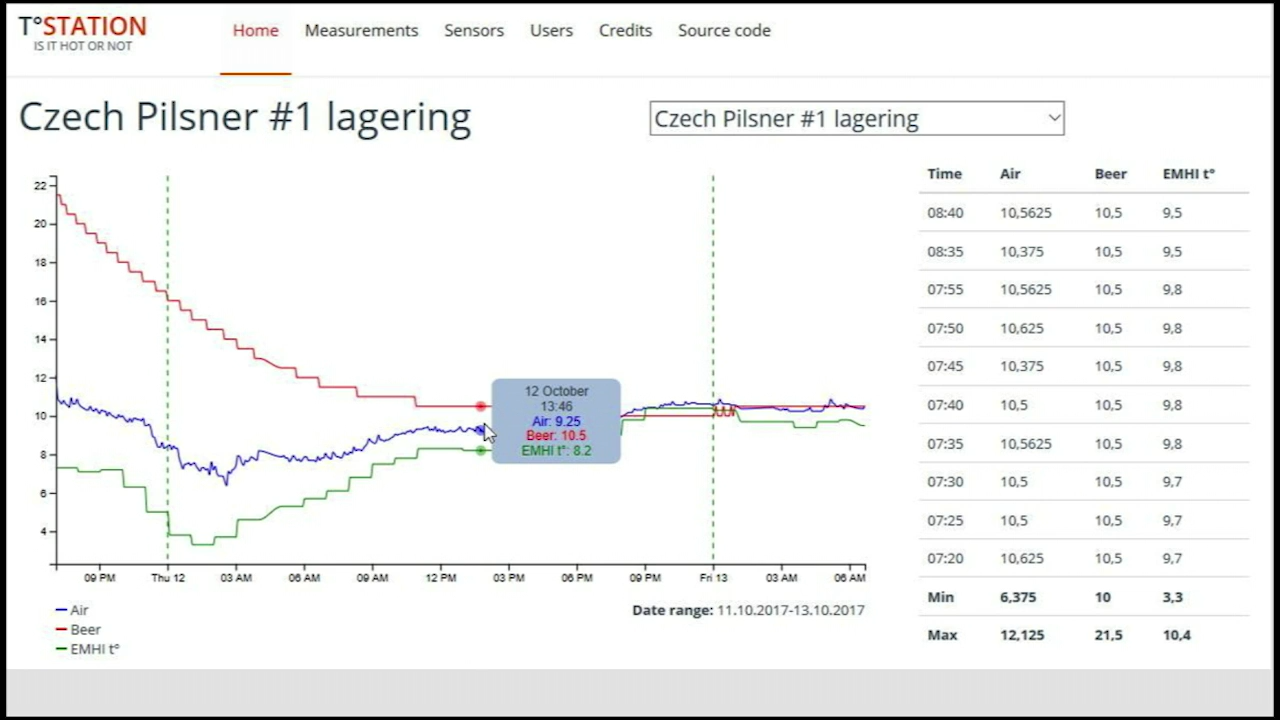 T°STATION
IS IT HOT OR NOT
Home Measurements Sensors Users Credits Source code
Czech Pilsner #1 lagering
Czech Pilsner #1 lagering
22
20
18
16
14
12
10
8
6
4
09 PM Thu 12 03 AM 06 AM 09 AM 12 PM 03 PM 06 PM 09 PM Fri 13 03 AM 06 AM
12 October
13:46
Air: 9.25
Beer: 10.5
EMHI t°: 8.2
Air
Beer
EMHI t°
Date range: 11.10.2017-13.10.2017
Time Air Beer EMHI t°
08:40 10,5625 10,5 9,5
08:35 10,375 10,5 9,5
07:55 10,5625 10,5 9,8
07:50 10,625 10,5 9,8
07:45 10,375 10,5 9,8
07:40 10,5 10,5 9,8
07:35 10,5625 10,5 9,8
07:30 10,5 10,5 9,7
07:25 10,5 10,5 9,7
07:20 10,625 10,5 9,7
Min 6,375 10 3,3
Max 12,125 21,5 10,4